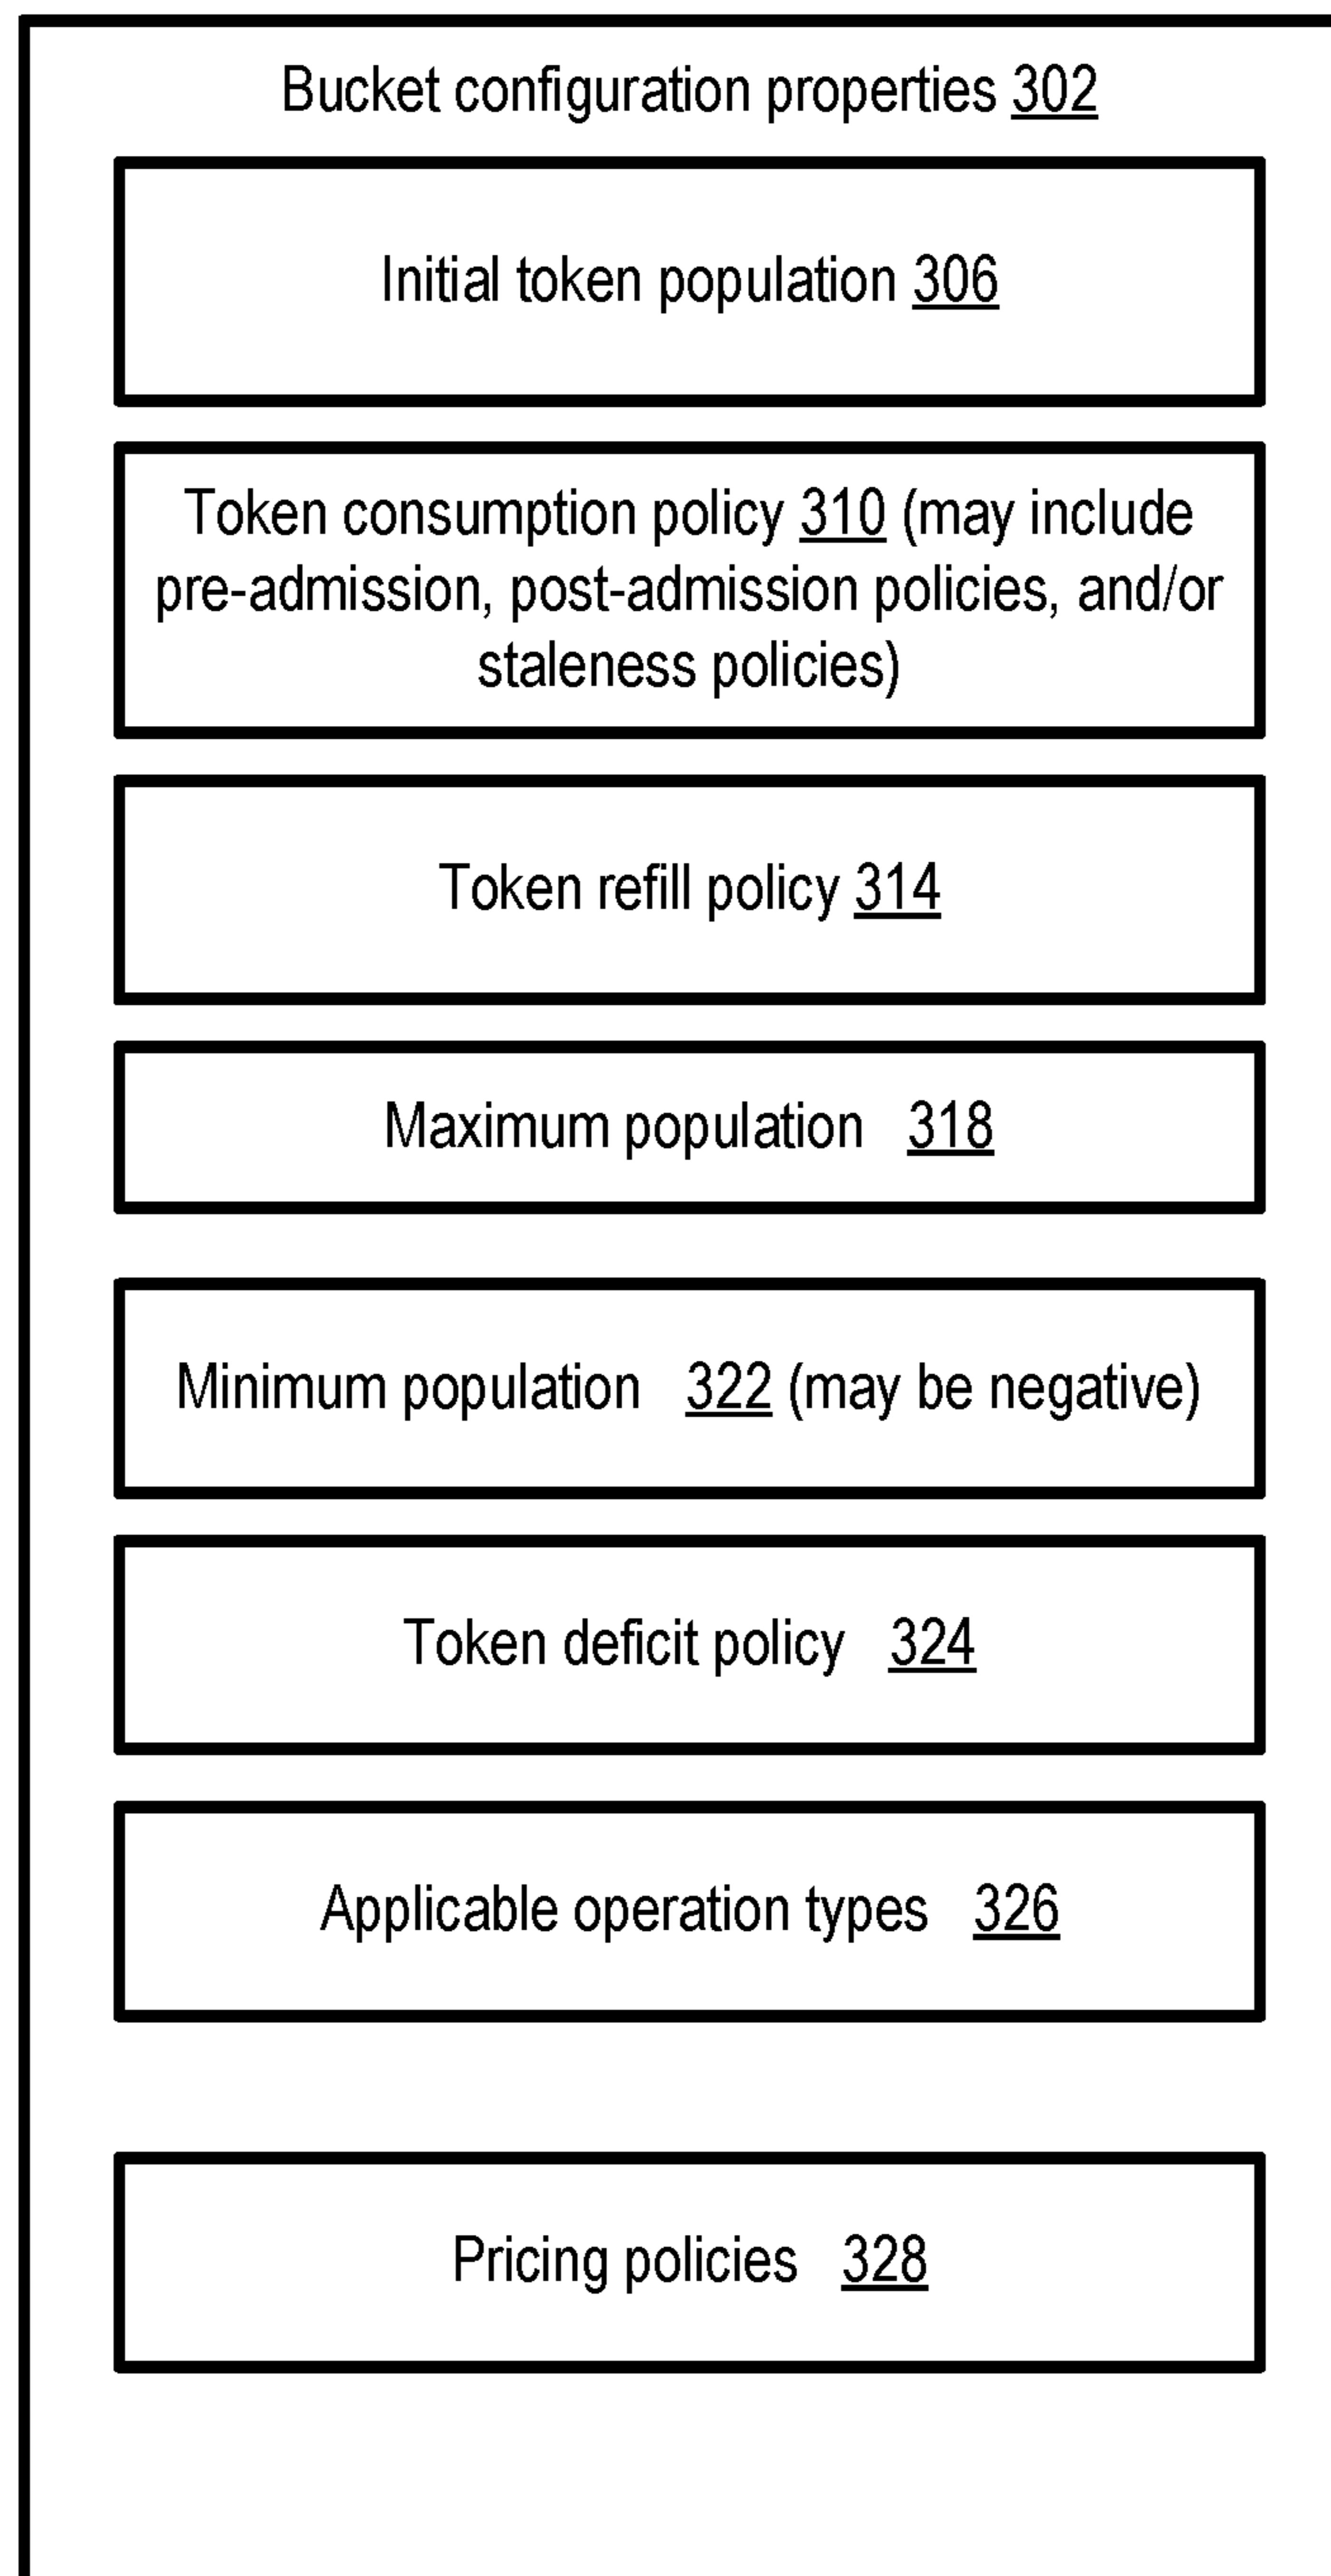 Bucket configuration properties 302
Initial token population 306
Token consumption policy 310 (may include
pre-admission, post-admission policies, and/or
staleness policies)
Token refill policy 314
Maximum population 318
Minimum population 322 (may be negative)
Token deficit policy 324
Applicable operation types 326
Pricing policies 328